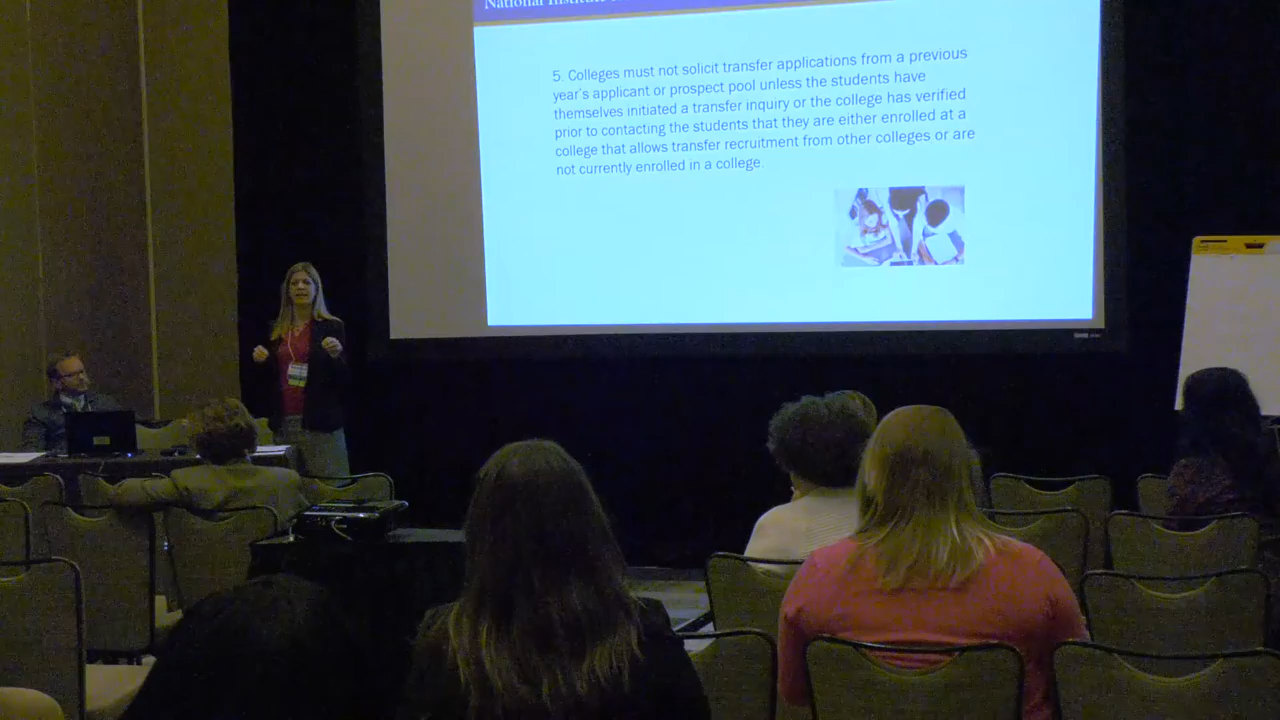 National Institute
5. Colleges must not solicit transfer applications from a previous
year's applicant or prospect pool unless the students have
themselves initiated a transfer inquiry or the college has verified
prior to contacting the students that they are either enrolled at a
college that allows transfer recruitment from other colleges or are
not currently enrolled in a college.